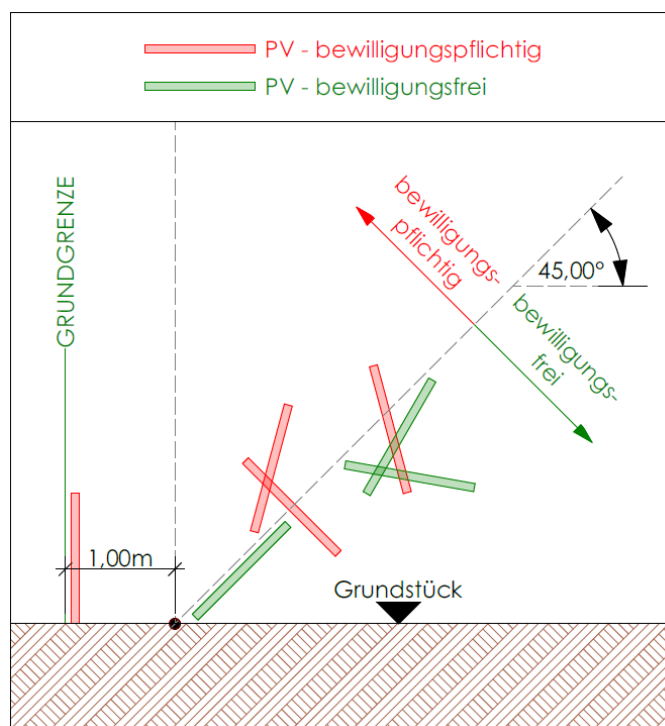 PV - bewilligungspflichtig
PV - bewilligungsfrei
GRUNDGRENZE
bewilligungs-
pflichtig
45,00°
bewilligungs-
frei
1,00m
Grundstück